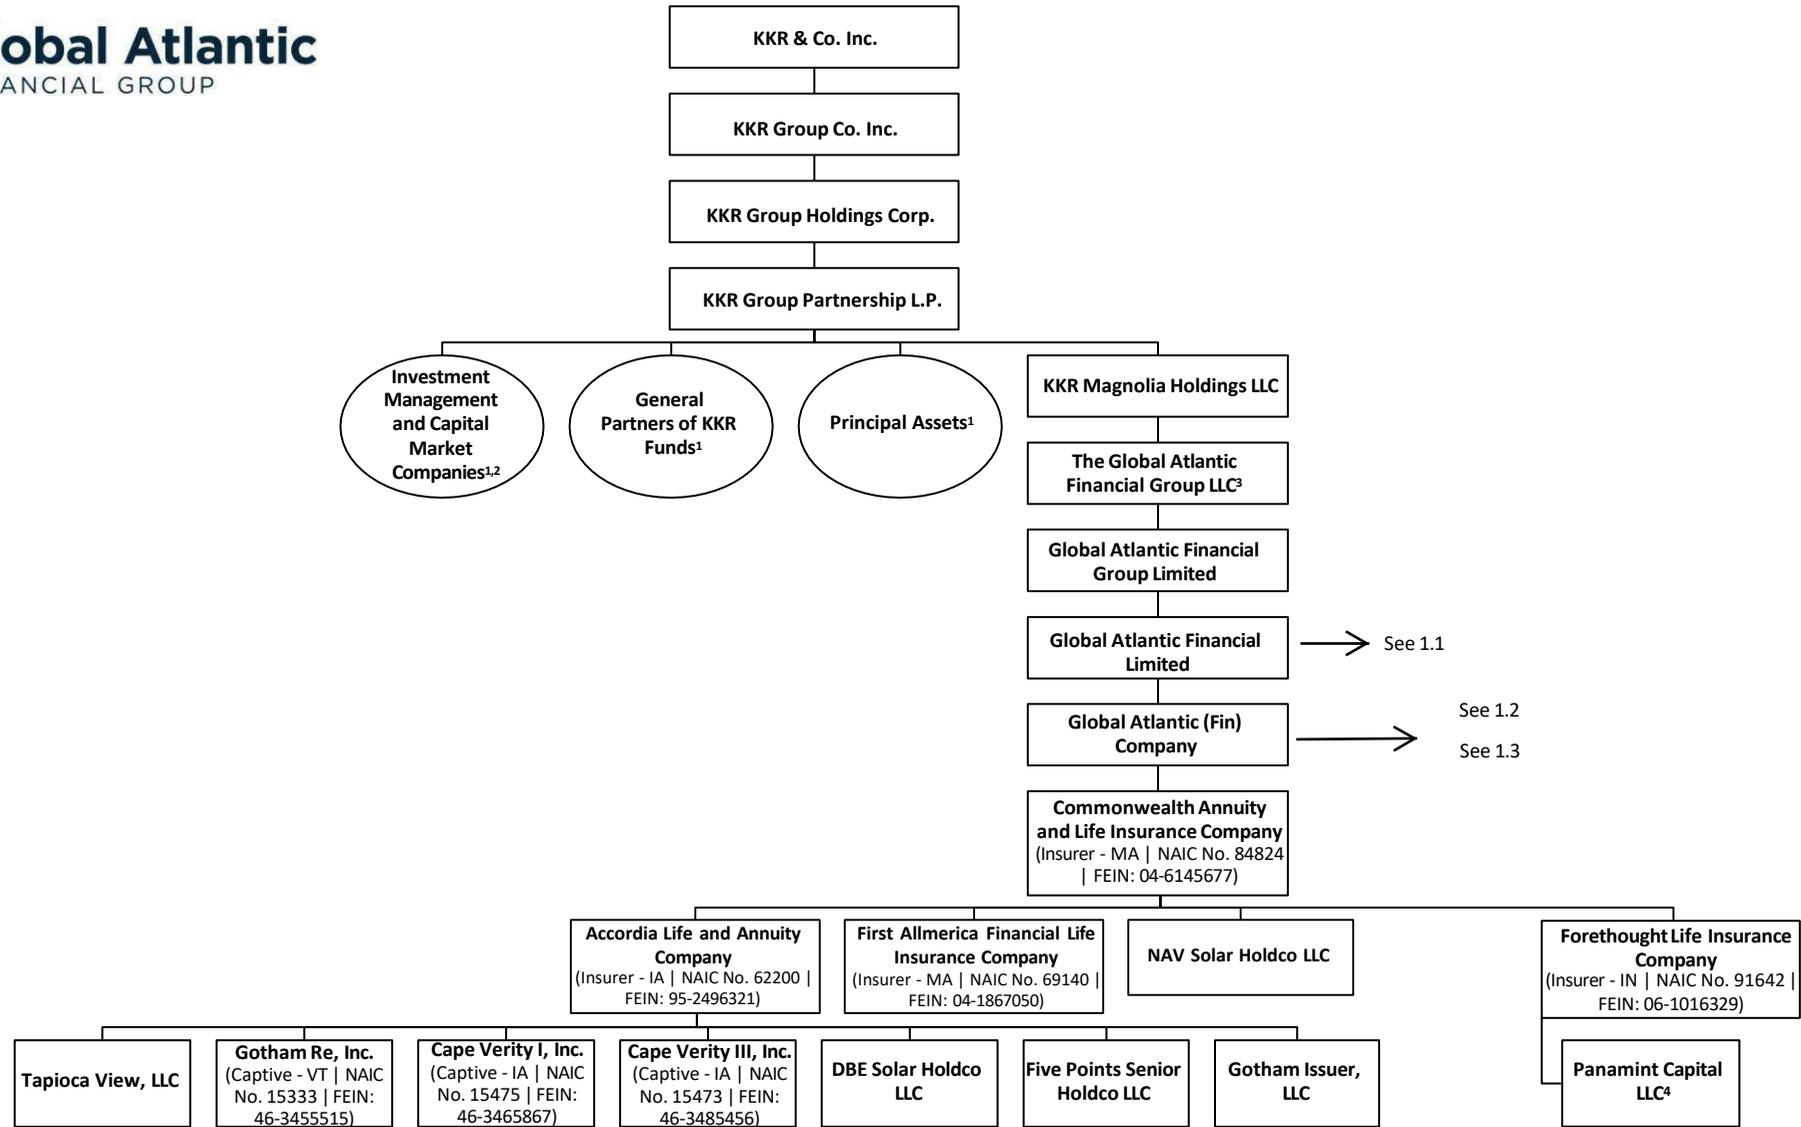 obal Atlantic
ANCIAL GROUP
KKR & Co. Inc.
KKR Group Co. Inc.
KKR Group Holdings Corp.
KKR Group Partnership L.P.
Investment
Management
and Capital
Market
Companies1,2
General
Partners of KKR
Funds1
Principal Assets1
KKR Magnolia Holdings LLC
The Global Atlantic
Financial Group LLC3
Global Atlantic Financial
Group Limited
Global Atlantic Financial
Limited
See 1.1
Global Atlantic (Fin)
Company
See 1.2
See 1.3
Commonwealth Annuity
and Life Insurance Company
(Insurer - MA | NAIC No. 84824
| FEIN: 04-6145677)
Accordia Life and Annuity
Company
(Insurer - IA | NAIC No. 62200 |
FEIN: 95-2496321)
First Allmerica Financial Life
Insurance Company
(Insurer - MA | NAIC No. 69140 |
FEIN: 04-1867050)
NAV Solar Holdco LLC
Forethought Life Insurance
Company
(Insurer - IN | NAIC No. 91642 |
FEIN: 06-1016329)
Tapioca View, LLC
Gotham Re, Inc.
(Captive - VT | NAIC
No. 15333 | FEIN:
46-3455515)
Cape Verity I, Inc.
(Captive - IA | NAIC
No. 15475 | FEIN:
46-3465867)
Cape Verity III, Inc.
(Captive - IA | NAIC
No. 15473 | FEIN:
46-3485456)
DBE Solar Holdco
LLC
Five Points Senior
Holdco LLC
Gotham Issuer,
LLC
Panamint Capital
LLC4